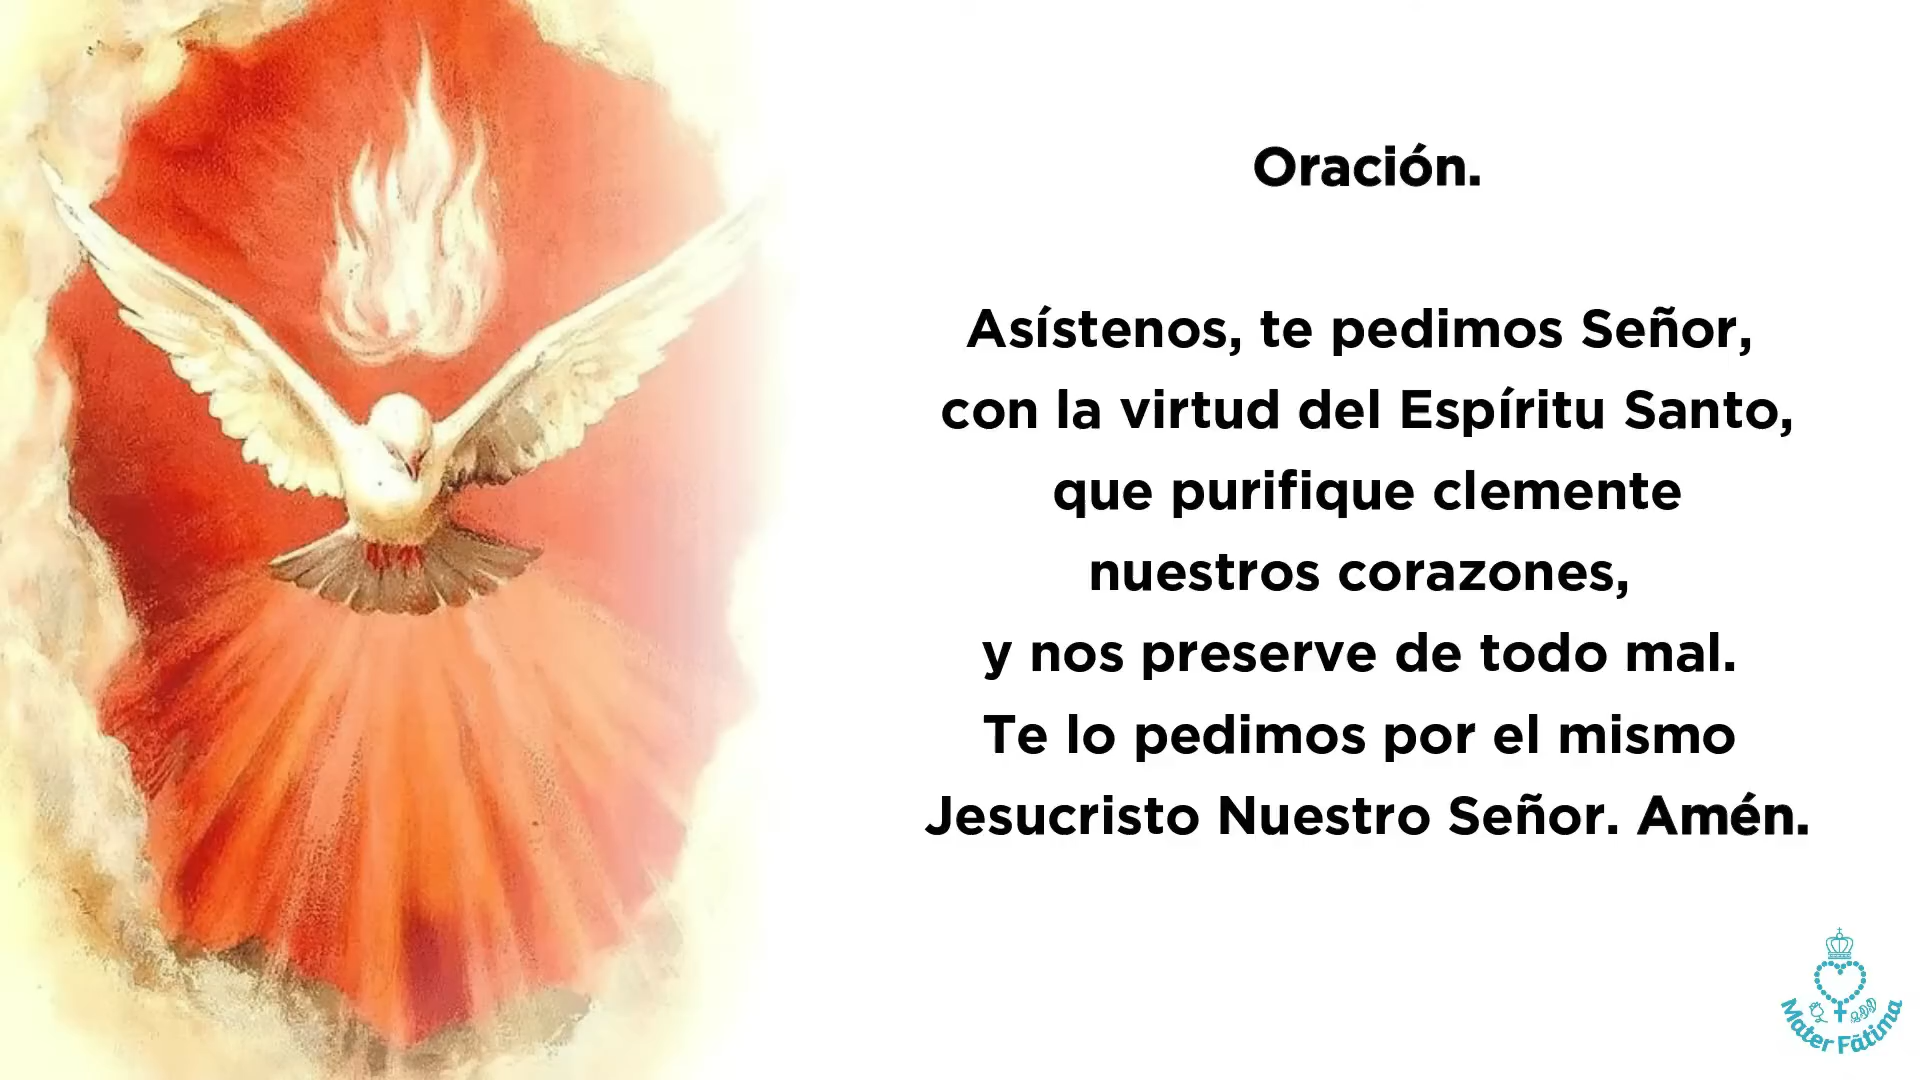 Oración.
Asístenos, te pedimos Señor,
con la virtud del Espíritu Santo,
que purifique clemente
nuestros corazones,
y nos preserve de todo mal.
Te lo pedimos por el mismo
Jesucristo Nuestro Señor. Amén.
Mater Fãtima